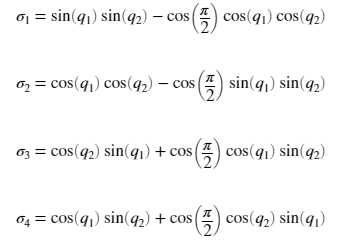 σ₁ = sin(q₁) sin(q₂) − cos(π/2) cos(q₁) cos(q₂)
σ₂ = cos(q₁) cos(q₂) − cos(π/2) sin(q₁) sin(q₂)
σ₃ = cos(q₂) sin(q₁) + cos(π/2) cos(q₁) sin(q₂)
σ₄ = cos(q₁) sin(q₂) + cos(π/2) cos(q₂) sin(q₁)